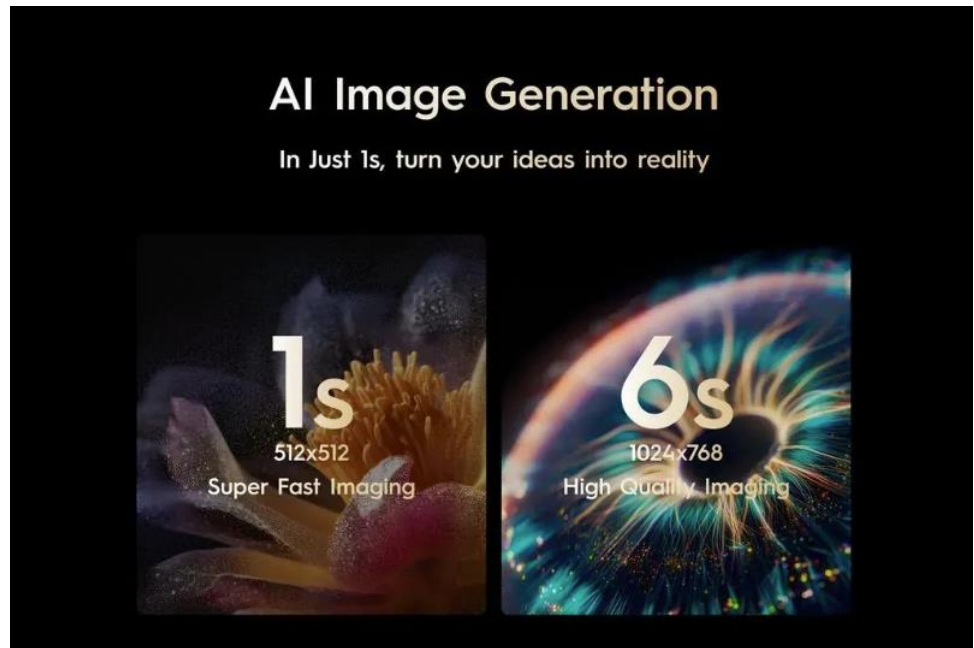 AI Image Generation
In Just 1s, turn your ideas into reality
1s
512x512
Super Fast Imaging
6s
1024x768
High Quality Imaging